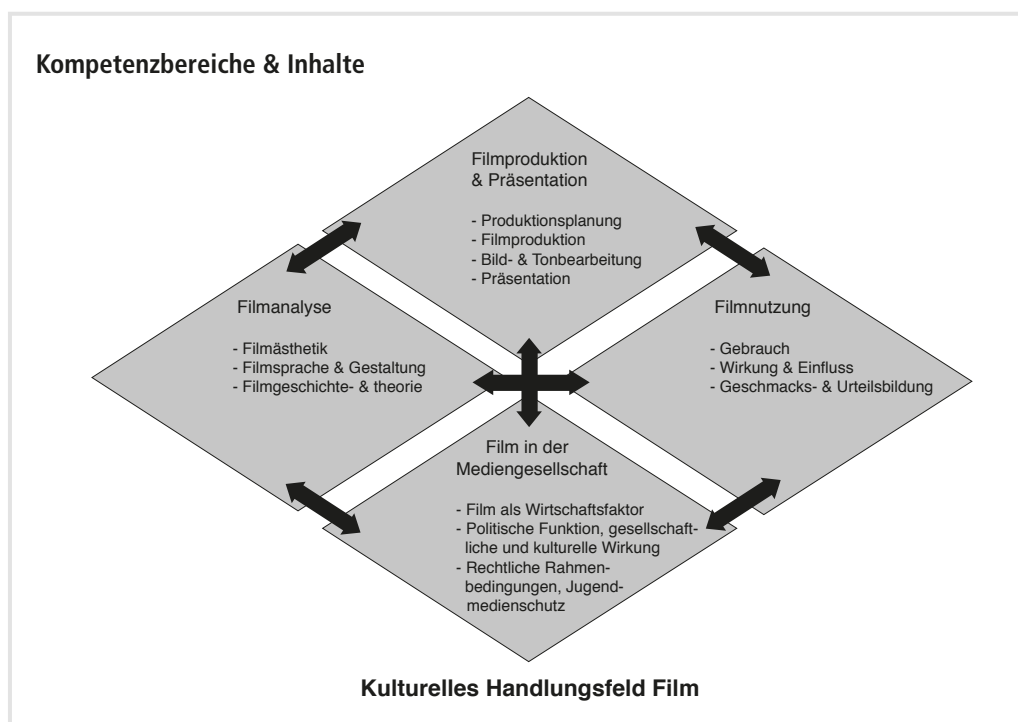 Kompetenzbereiche & Inhalte
Filmproduktion
& Präsentation
- Produktionsplanung
- Filmproduktion
- Bild- & Tonbearbeitung
- Präsentation
Filmanalyse
- Filmästhetik
- Filmsprache & Gestaltung
- Filmgeschichte- & theorie
Filmnutzung
- Gebrauch
- Wirkung & Einfluss
- Geschmacks- & Urteilsbildung
Film in der
Mediengesellschaft
- Film als Wirtschaftsfaktor
- Politische Funktion, gesellschaft-
liche und kulturelle Wirkung
- Rechtliche Rahmen-
bedingungen, Jugend-
medienschutz
Kulturelles Handlungsfeld Film